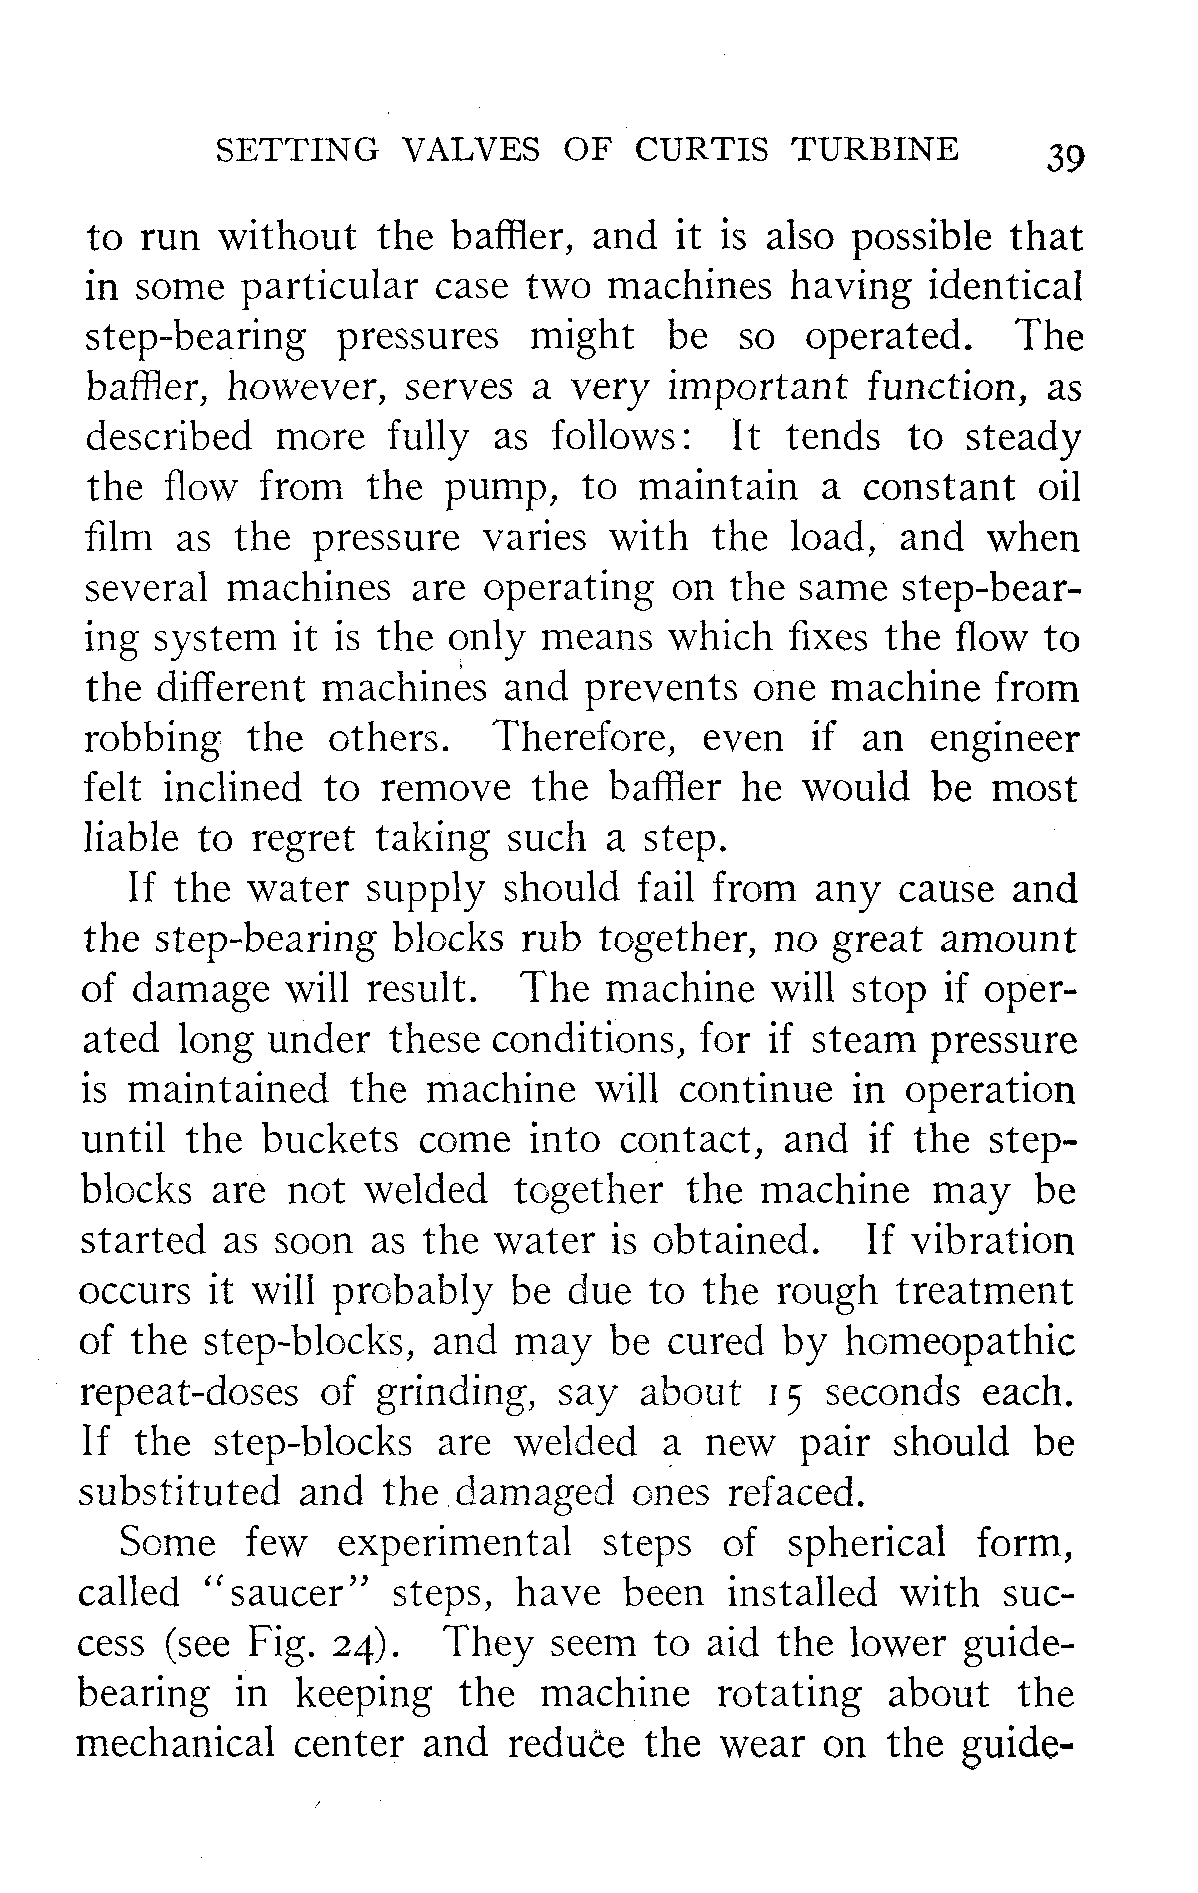 SETTING VALVES OF CURTIS TURBINE 39
to run without the baffler, and it is also possible that
in some particular case two machines having identical
step-bearing pressures might be so operated. The
baffler, however, serves a very important function, as
described more fully as follows: It tends to steady
the flow from the pump, to maintain a constant oil
film as the pressure varies with the load, and when
several machines are operating on the same step-bear-
ing system it is the only means which fixes the flow to
the different machines and prevents one machine from
robbing the others. Therefore, even if an engineer
felt inclined to remove the baffler he would be most
liable to regret taking such a step.
If the water supply should fail from any cause and
the step-bearing blocks rub together, no great amount
of damage will result. The machine will stop if oper-
ated long under these conditions, for if steam pressure
is maintained the machine will continue in operation
until the buckets come into contact, and if the step-
blocks are not welded together the machine may be
started as soon as the water is obtained. If vibration
occurs it will probably be due to the rough treatment
of the step-blocks, and may be cured by homeopathic
repeat-doses of grinding, say about 15 seconds each.
If the step-blocks are welded a new pair should be
substituted and the damaged ones refaced.
Some few experimental steps of spherical form,
called "saucer" steps, have been installed with suc-
cess (see Fig. 24). They seem to aid the lower guide-
bearing in keeping the machine rotating about the
mechanical center and reduce the wear on the guide-